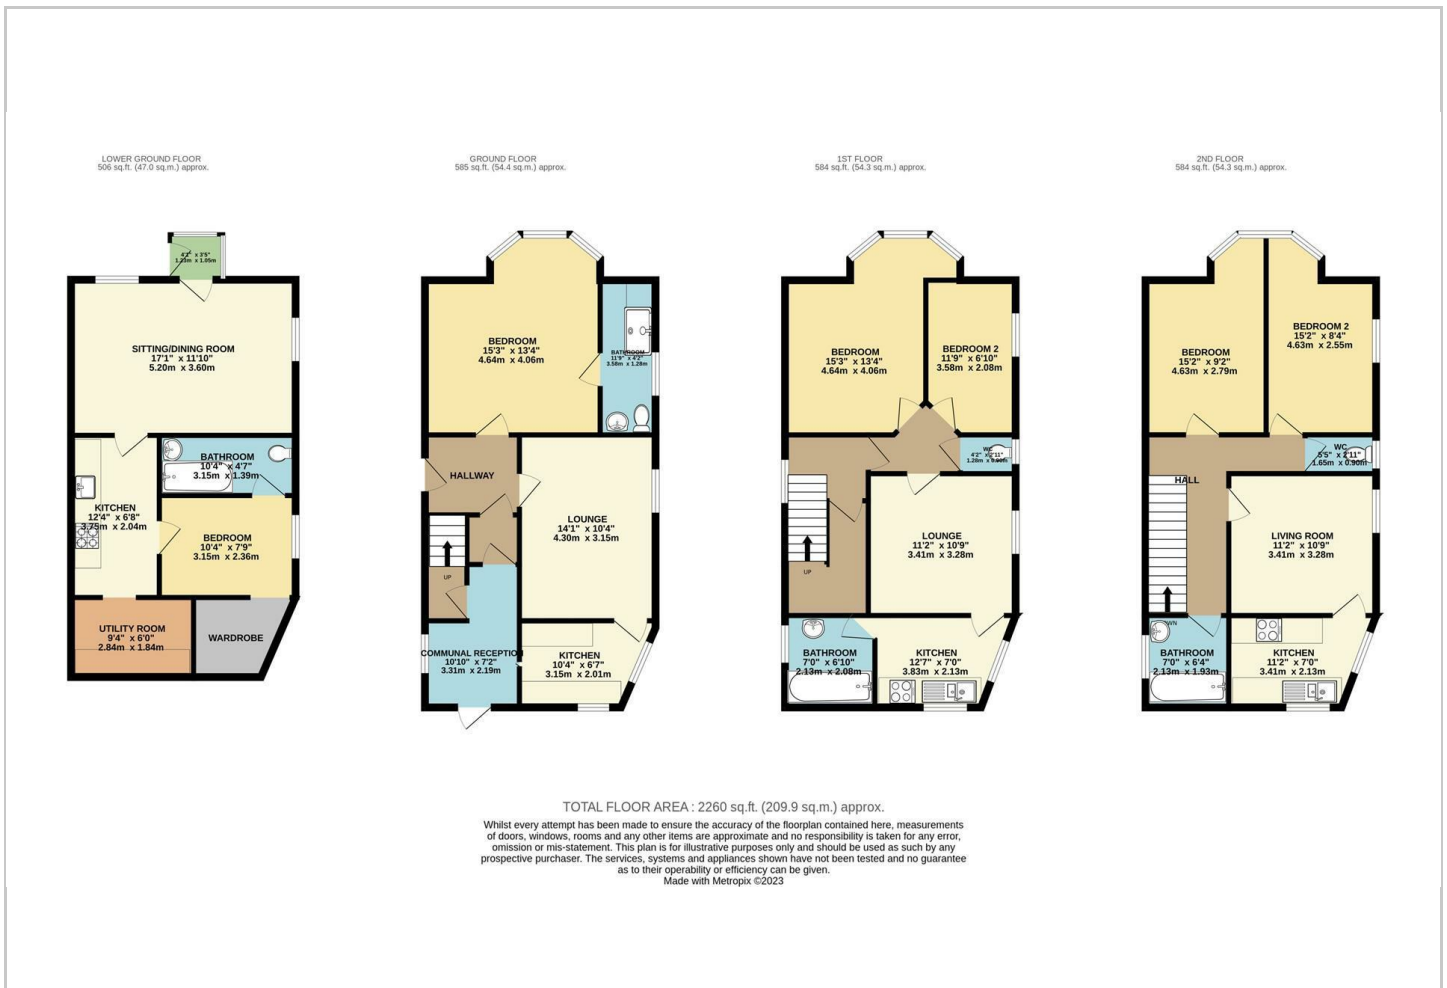 LOWER GROUND FLOOR
506 sq.ft. (47.0 sq.m.) approx.
4'1" x 3'5"
1.23m x 1.05m
SITTING/DINING ROOM
17'1" x 11'10"
5.20m x 3.60m
BATHROOM
10'4" x 4'7"
3.15m x 1.39m
KITCHEN
12'4" x 6'8"
3.75m x 2.04m
BEDROOM
10'4" x 7'9"
3.15m x 2.36m
UTILITY ROOM
9'4" x 6'0"
2.84m x 1.84m
WARDROBE
GROUND FLOOR
585 sq.ft. (54.4 sq.m.) approx.
BEDROOM
15'3" x 13'4"
4.64m x 4.06m
BATHROOM
11'9" x 4'2"
3.58m x 1.28m
HALLWAY
LOUNGE
14'1" x 10'4"
4.30m x 3.15m
UP
COMMUNAL RECEPTION
10'10" x 7'2"
3.31m x 2.19m
KITCHEN
10'4" x 6'7"
3.15m x 2.01m
1ST FLOOR
584 sq.ft. (54.3 sq.m.) approx.
BEDROOM
15'3" x 13'4"
4.64m x 4.06m
BEDROOM 2
11'9" x 6'10"
3.58m x 2.08m
WC
4'2" x 2'11"
1.28m x 0.90m
LOUNGE
11'2" x 10'9"
3.41m x 3.28m
UP
BATHROOM
7'0" x 6'10"
2.13m x 2.08m
KITCHEN
12'7" x 7'0"
3.83m x 2.13m
2ND FLOOR
584 sq.ft. (54.3 sq.m.) approx.
BEDROOM
15'2" x 9'2"
4.63m x 2.79m
BEDROOM 2
15'2" x 8'4"
4.63m x 2.55m
WC
5'5" x 2'11"
1.65m x 0.90m
HALL
LIVING ROOM
11'2" x 10'9"
3.41m x 3.28m
BATHROOM
7'0" x 6'4"
2.13m x 1.93m
KITCHEN
11'2" x 7'0"
3.41m x 2.13m
TOTAL FLOOR AREA : 2260 sq.ft. (209.9 sq.m.) approx.
Whilst every attempt has been made to ensure the accuracy of the floorplan contained here, measurements
of doors, windows, rooms and any other items are approximate and no responsibility is taken for any error,
omission or mis-statement. This plan is for illustrative purposes only and should be used as such by any
prospective purchaser. The services, systems and appliances shown have not been tested and no guarantee
as to their operability or efficiency can be given.
Made with Metropix ©2023